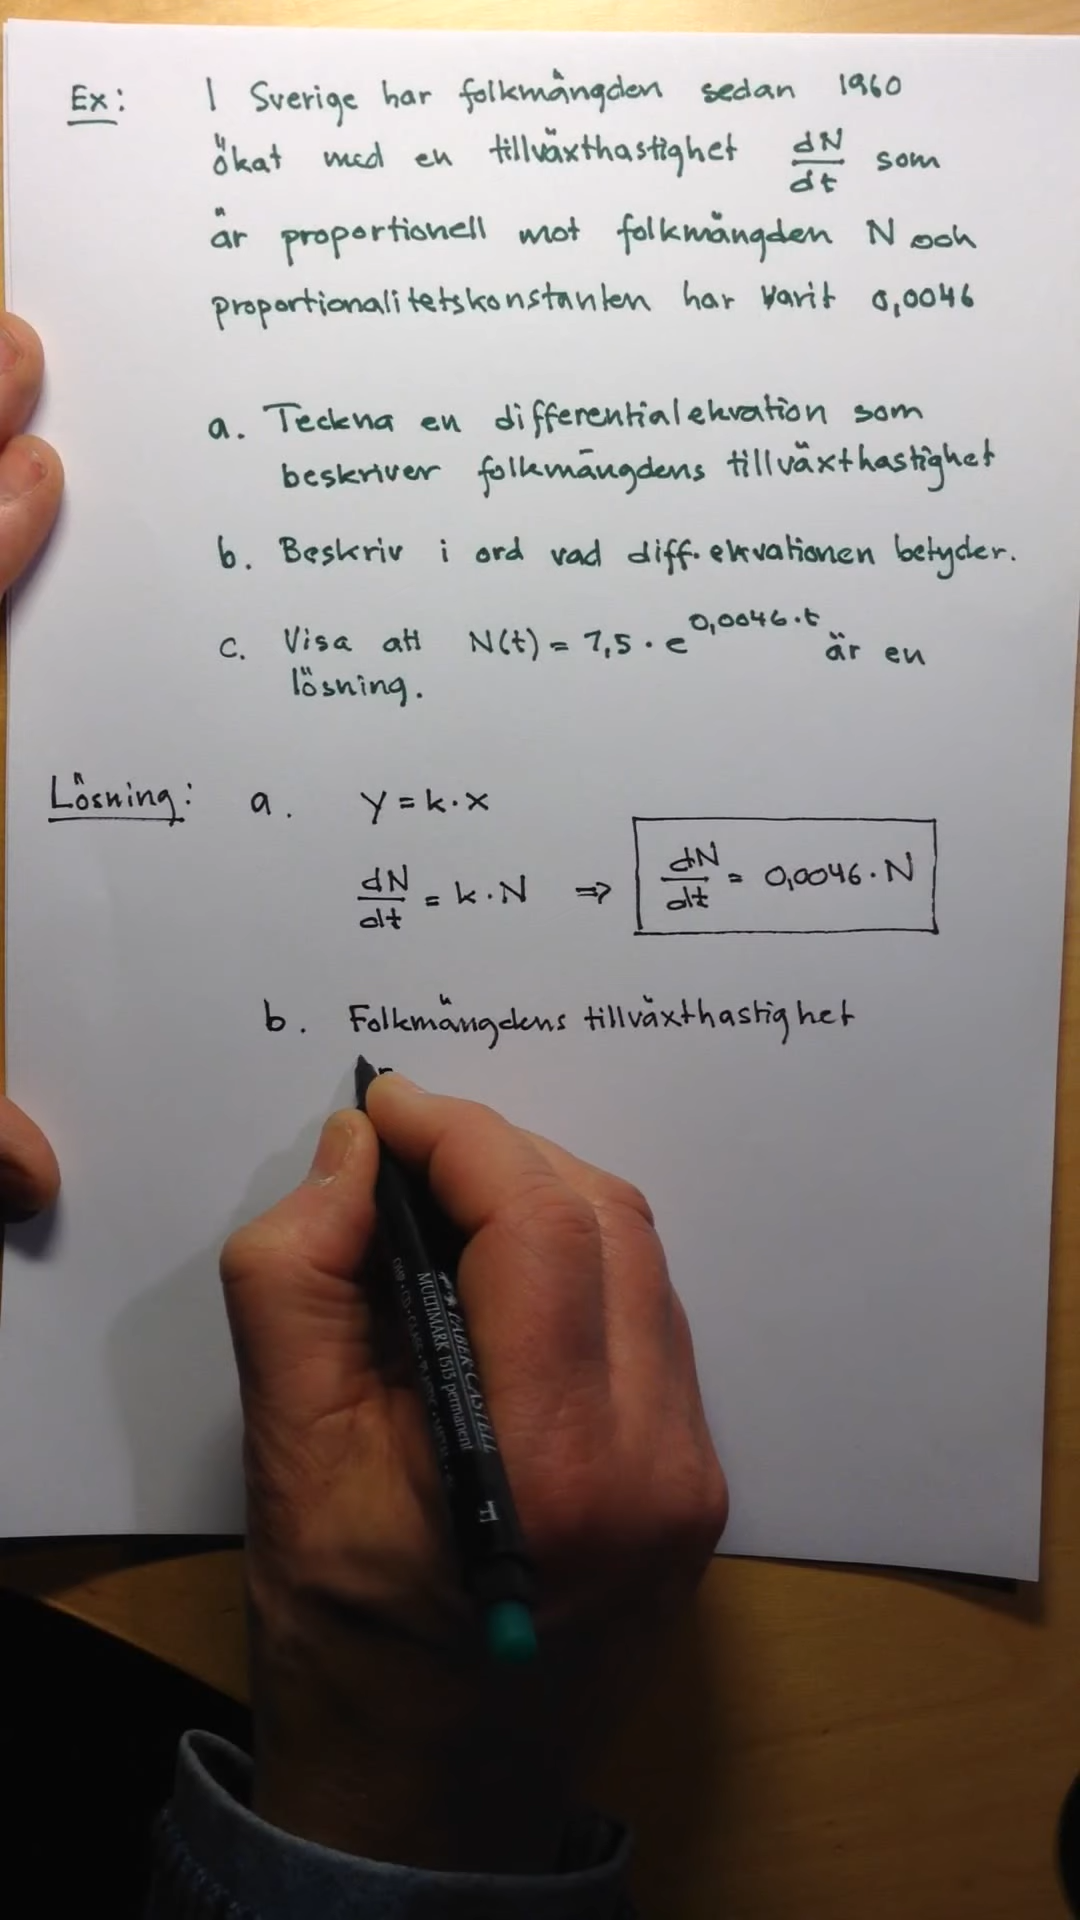 Ex: I Sverige har folkmängden sedan 1960
ökat med en tillväxthastighet dN/dt som
är proportionell mot folkmängden N och
proportionalitetskonstanten har varit 0,0046
a. Teckna en differentialekvation som
beskriver folkmängdens tillväxthastighet
b. Beskriv i ord vad diff.ekvationen betyder.
c. Visa att N(t) = 7,5 · e^0,0046·t är en
lösning.
Lösning: a. y = k · x
dN/dt = k · N ⇒ dN/dt = 0,0046 · N
b. Folkmängdens tillväxthastighet
FABER-CASTELL
MULTIMARK 1513 permanent